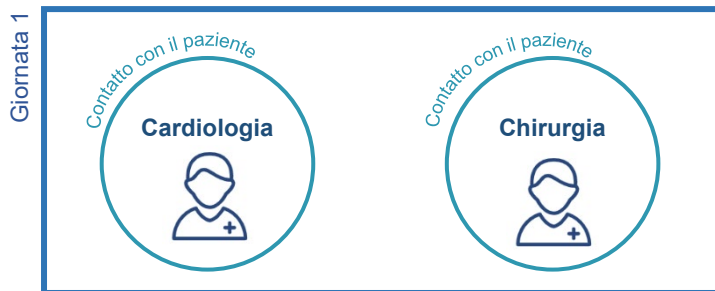 Giornata 1
Contatto con il paziente
Cardiologia
Contatto con il paziente
Chirurgia